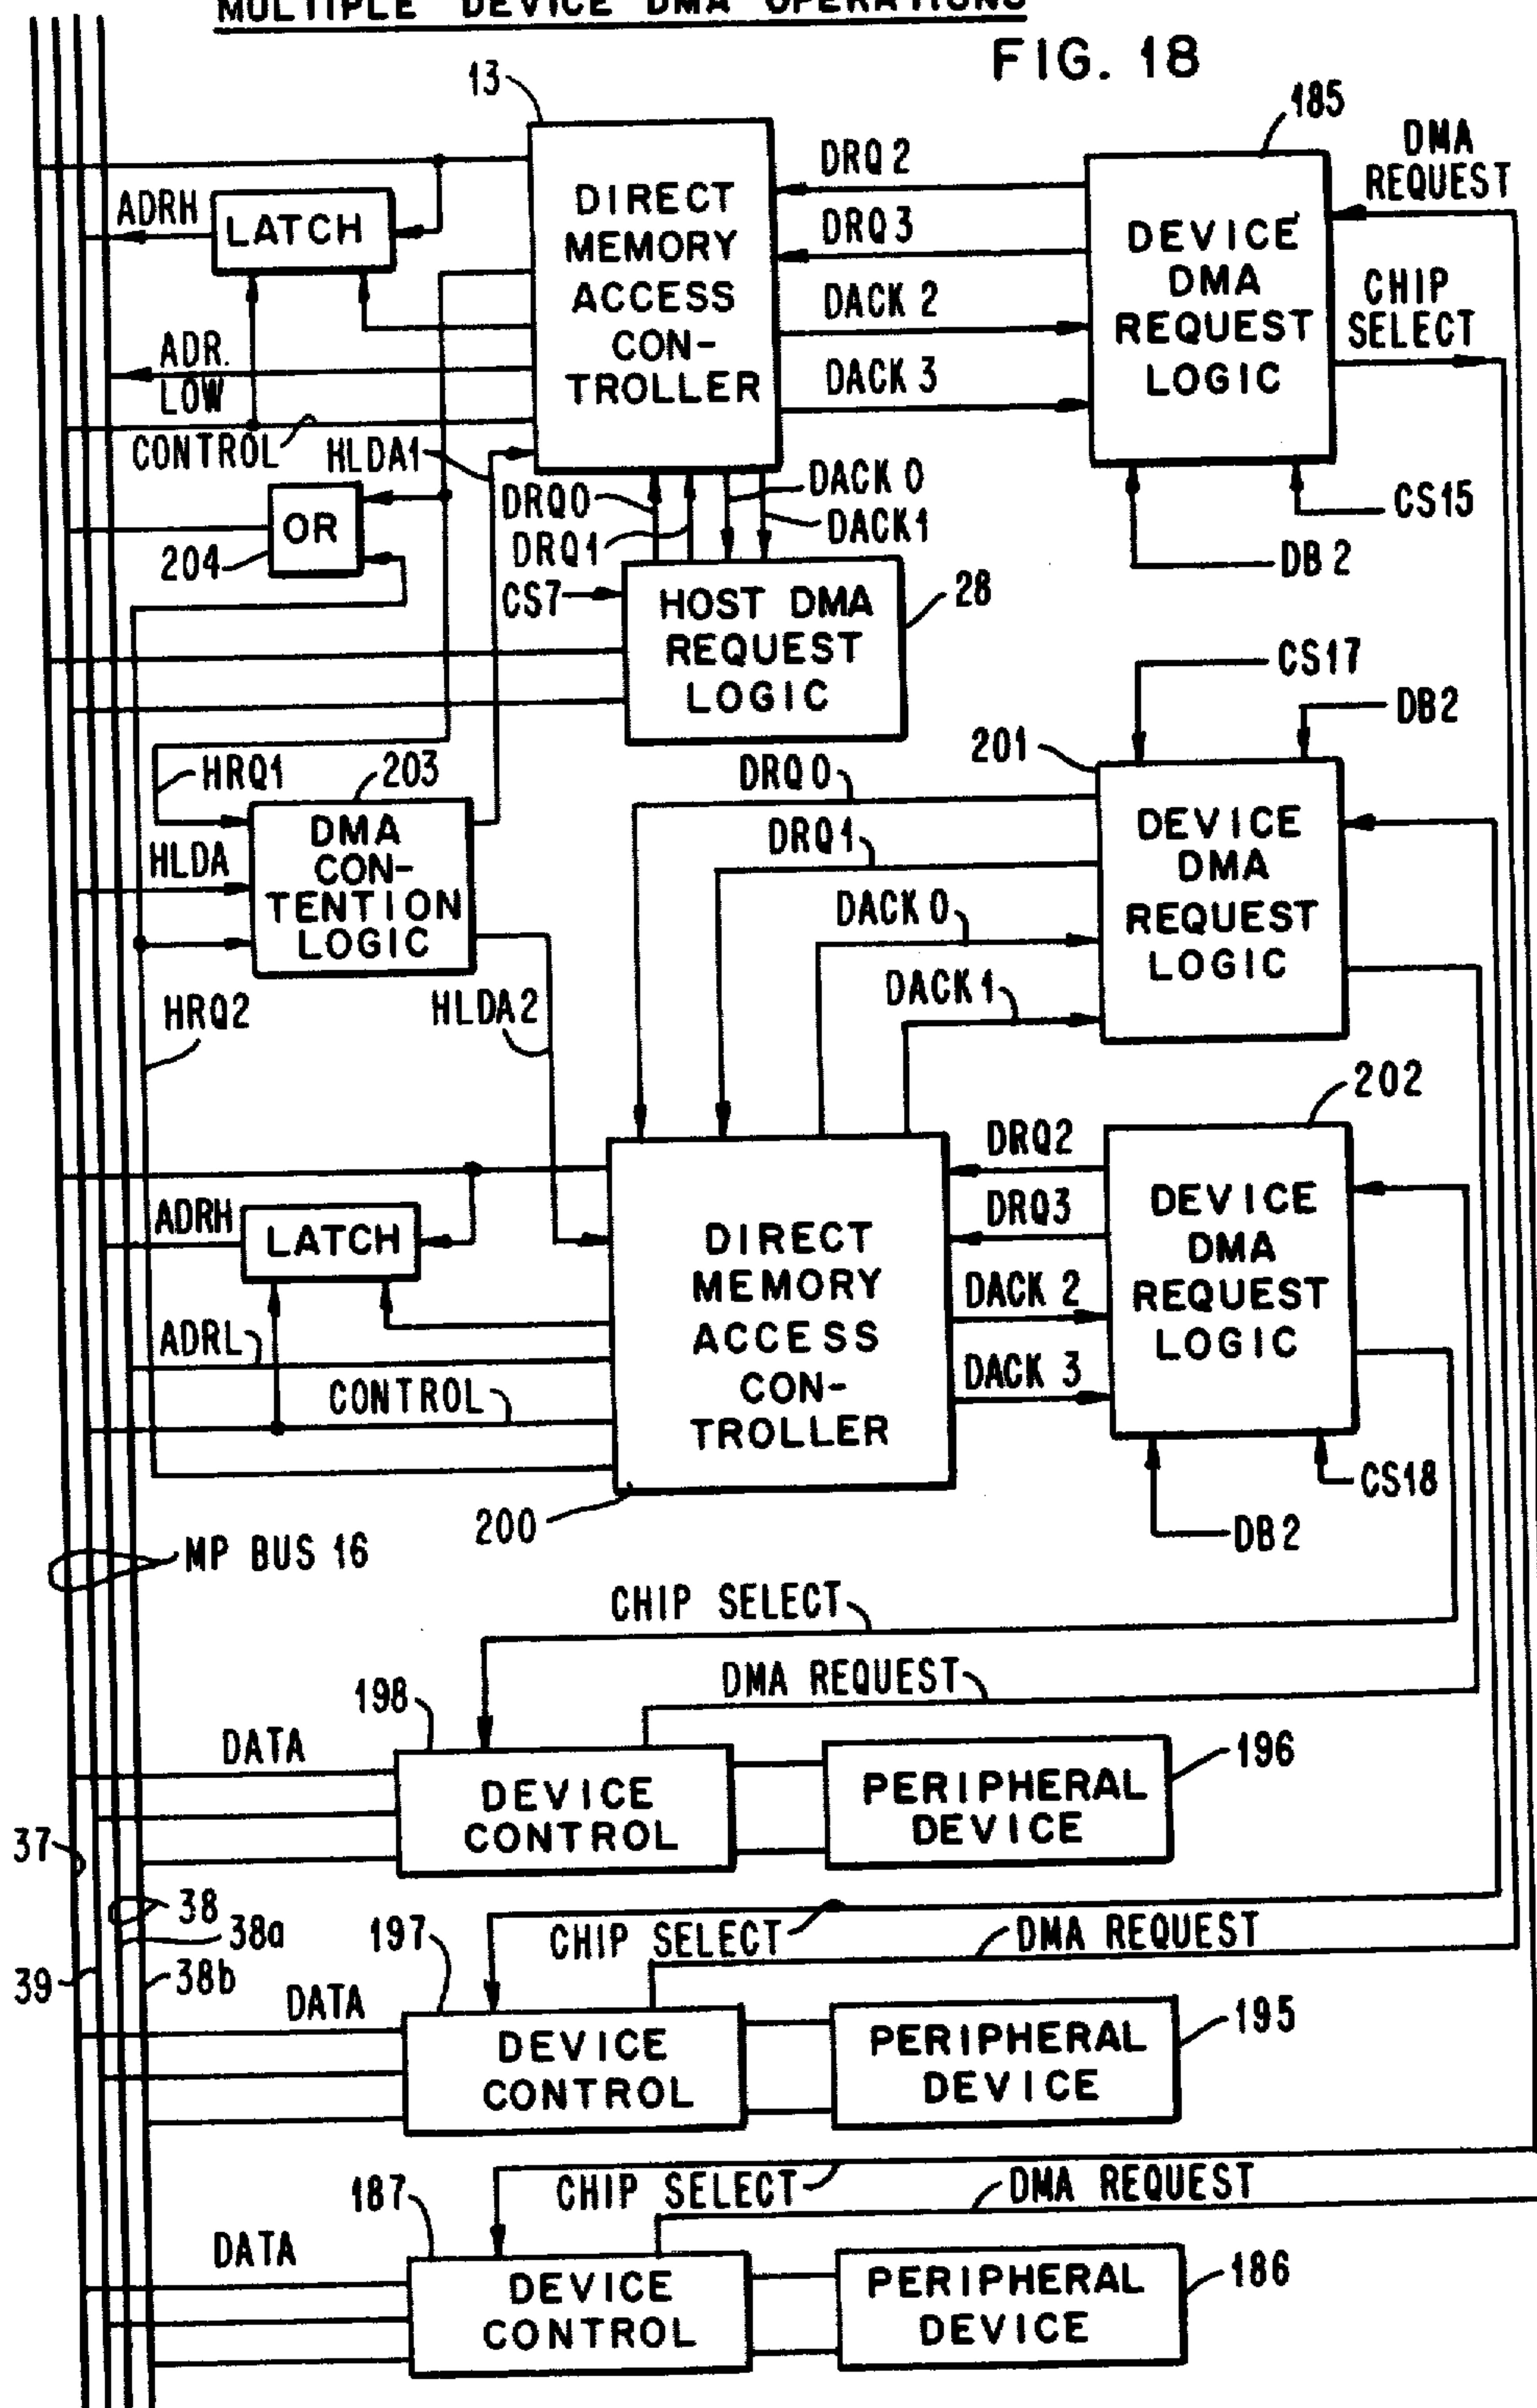 MULTIPLE DEVICE DMA OPERATIONS
FIG. 18
13
185
DMA
REQUEST
DRQ 2
DRQ 3
DACK 2
DACK 3
DIRECT
MEMORY
ACCESS
CON-
TROLLER
DEVICE
DMA
REQUEST
LOGIC
CHIP
SELECT
ADRH
LATCH
ADR.
LOW
CONTROL
HLDA1
DRQ0
DRQ1
DACK 0
DACK1
CS15
DB 2
OR
204
CS7
HOST DMA
REQUEST
LOGIC
28
CS17
DB2
201
HRQ1
203
DRQ 0
DRQ1
DACK 0
DACK1
DEVICE
DMA
REQUEST
LOGIC
HLDA
DMA
CON-
TENTION
LOGIC
HRQ2
HLDA2
202
DRQ2
DRQ3
DACK 2
DACK 3
DEVICE
DMA
REQUEST
LOGIC
ADRH
LATCH
DIRECT
MEMORY
ACCESS
CON-
TROLLER
ADRL
CONTROL
CS18
DB2
200
MP BUS 16
CHIP SELECT
DMA REQUEST
198
DATA
DEVICE
CONTROL
PERIPHERAL
DEVICE
196
37
38
38a
38b
39
CHIP SELECT
DMA REQUEST
197
DATA
DEVICE
CONTROL
PERIPHERAL
DEVICE
195
CHIP SELECT
DMA REQUEST
187
DATA
DEVICE
CONTROL
PERIPHERAL
DEVICE
186